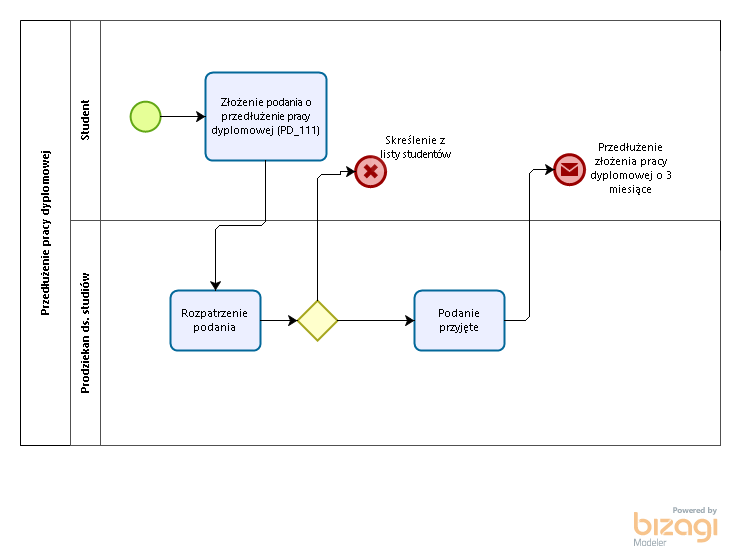 Przedłużenie pracy dyplomowej
Student
Złożenie podania o
przedłużenie pracy
dyplomowej (PD_111)
Skreślenie z
listy studentów
Przedłużenie
złożenia pracy
dyplomowej o 3
miesiące
Prodziekan ds. studiów
Rozpatrzenie
podania
Podanie
przyjęte
Powered by
bizagi
Modeler